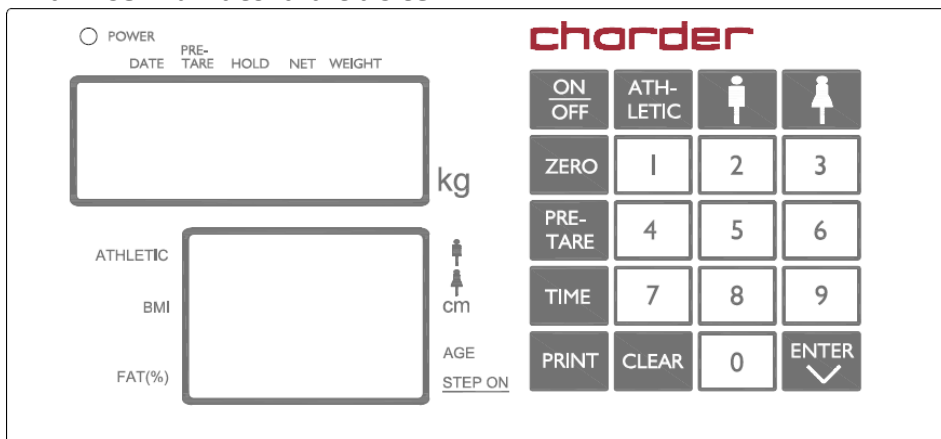 POWER
DATE PRE-TARE HOLD NET WEIGHT
kg
ATHLETIC
BMI
cm
FAT(%)
AGE
STEP ON
charder
ON OFF ATH-LETIC
ZERO 1 2 3
PRE-TARE 4 5 6
TIME 7 8 9
PRINT CLEAR 0 ENTER